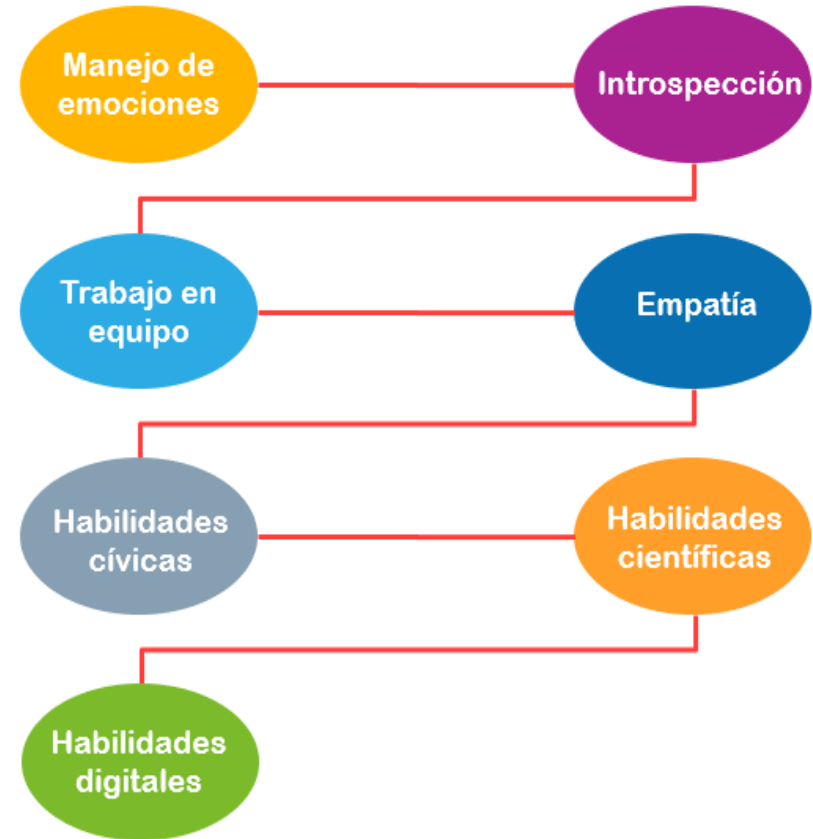 Manejo de
emociones
Introspección
Trabajo en
equipo
Empatía
Habilidades
cívicas
Habilidades
científicas
Habilidades
digitales